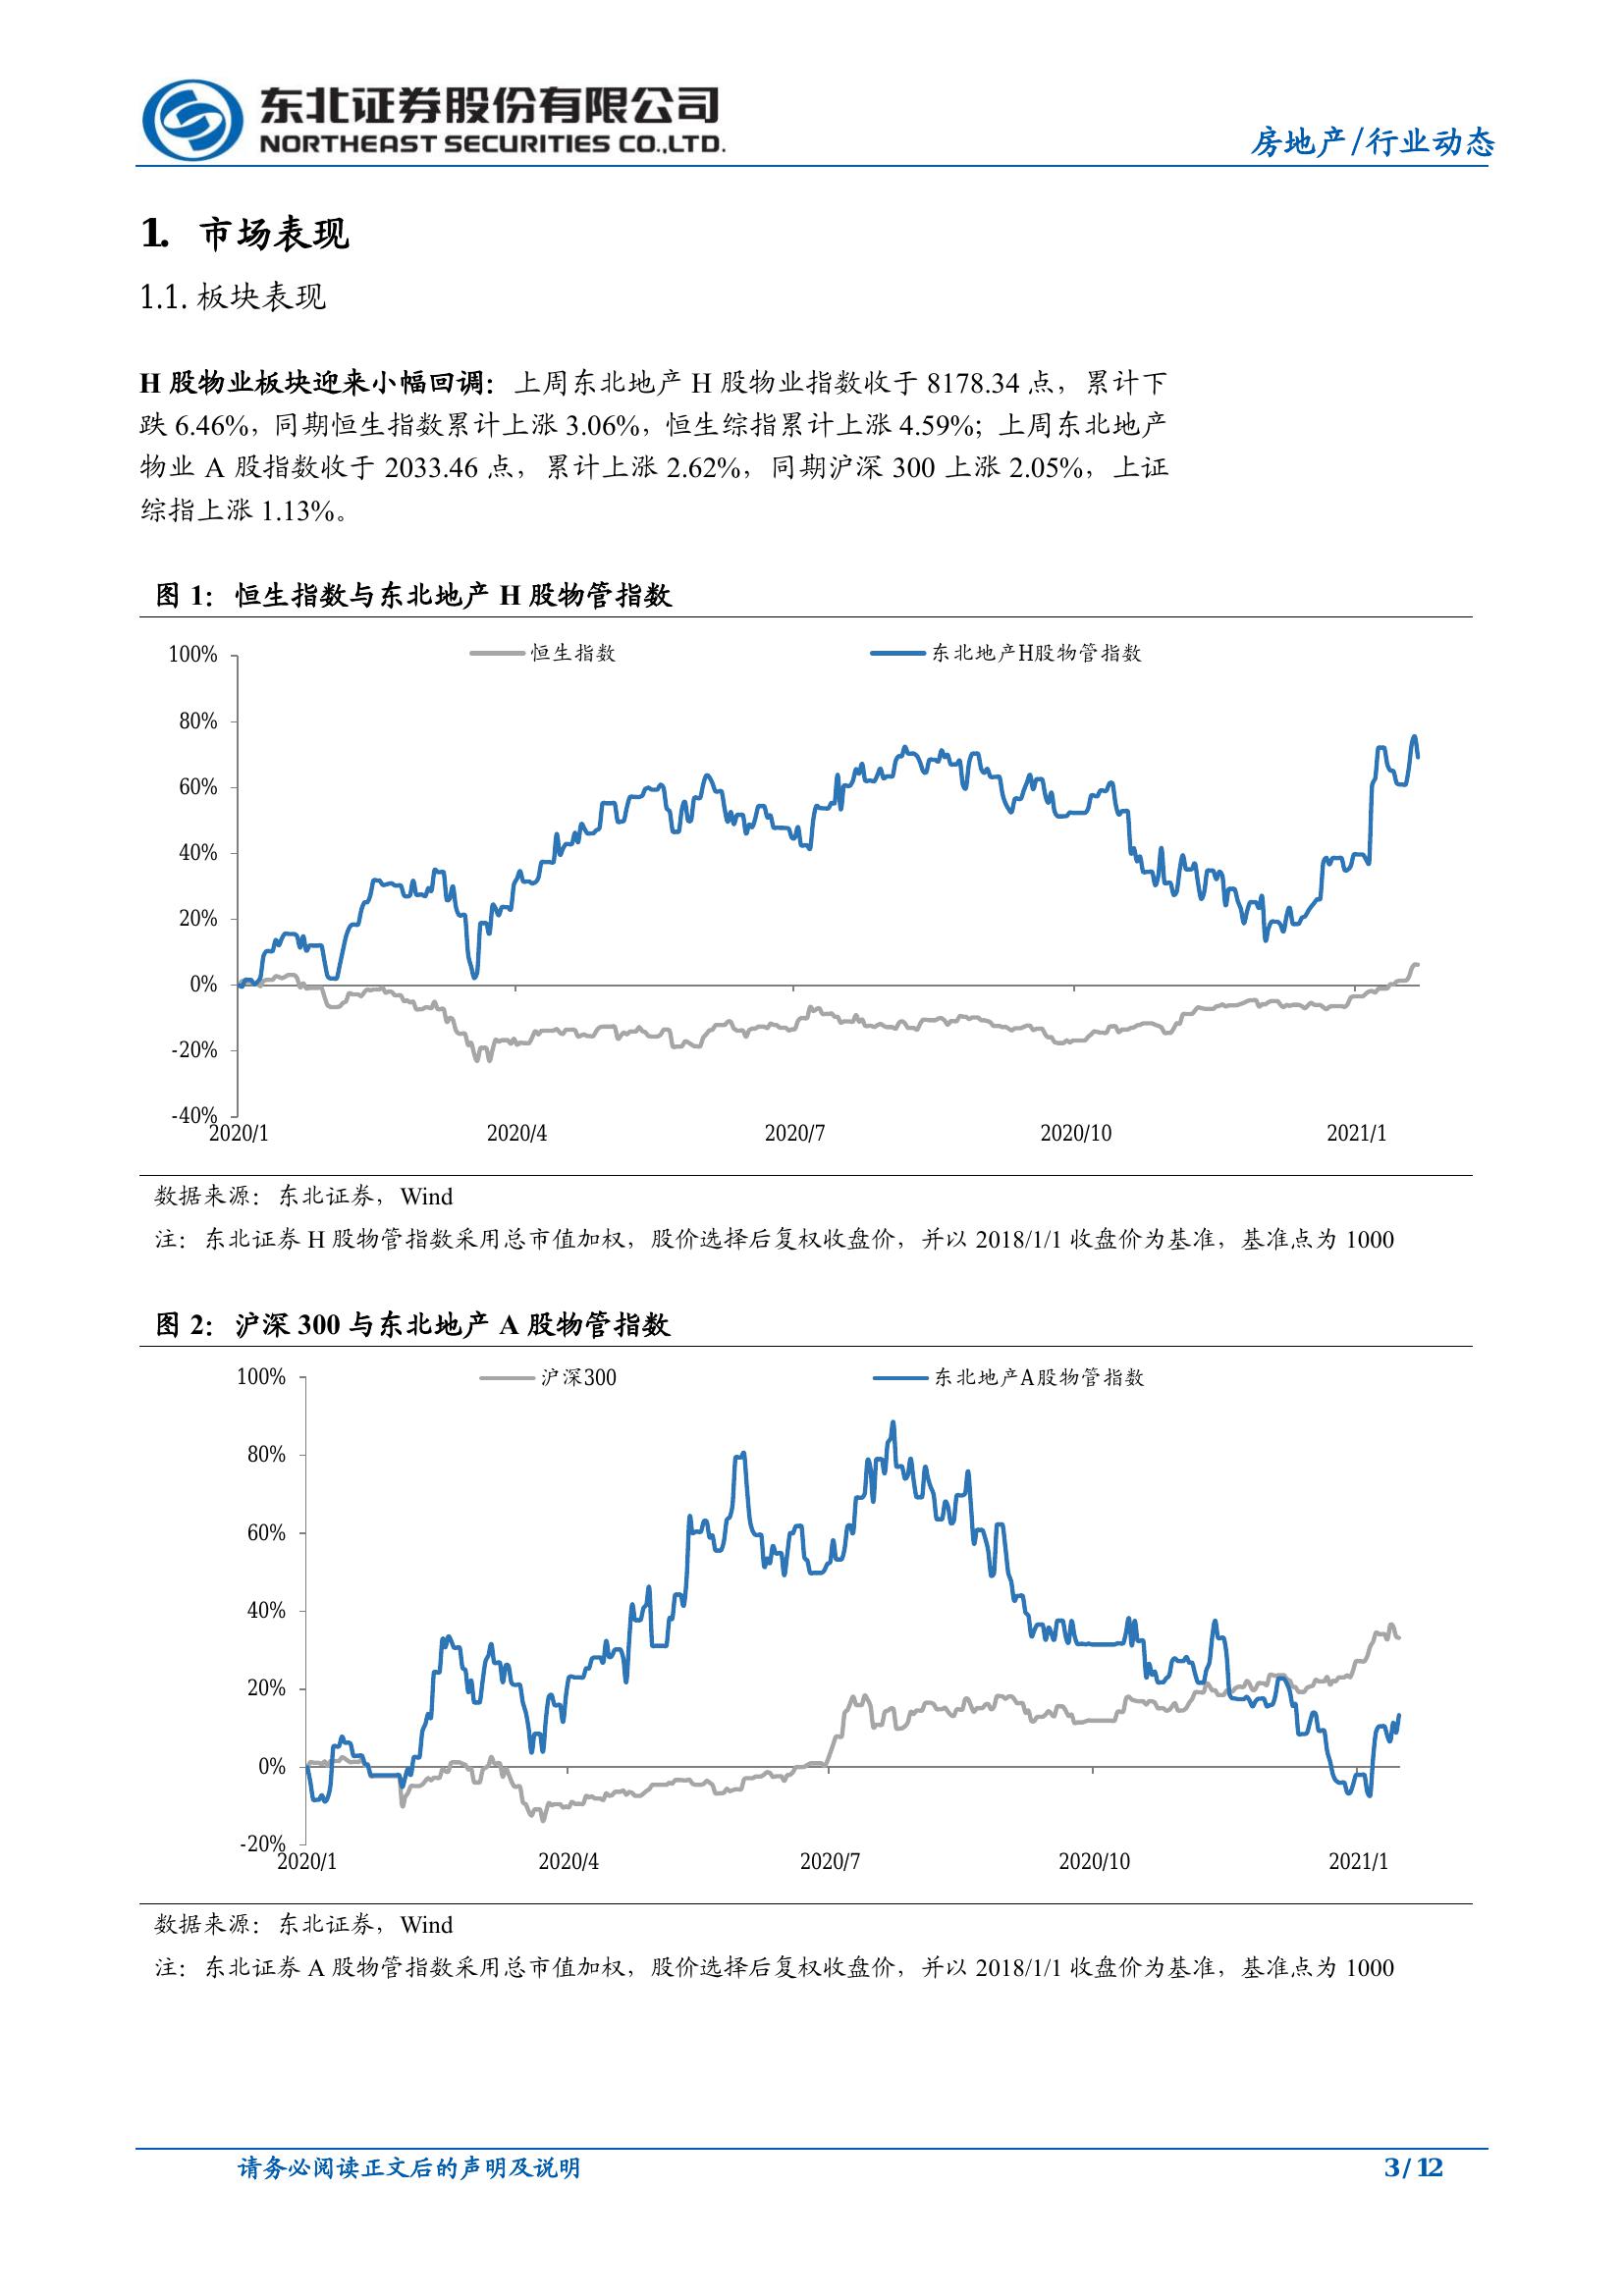 东北证券股份有限公司
NORTHEAST SECURITIES CO.,LTD.
房地产/行业动态
1. 市场表现
1.1. 板块表现
H 股物业板块迎来小幅回调：上周东北地产 H 股物业指数收于 8178.34 点，累计下
跌 6.46%，同期恒生指数累计上涨 3.06%，恒生综指累计上涨 4.59%；上周东北地产
物业 A 股指数收于 2033.46 点，累计上涨 2.62%，同期沪深 300 上涨 2.05%，上证
综指上涨 1.13%。
图 1：恒生指数与东北地产 H 股物管指数
恒生指数 东北地产H股物管指数
100%
80%
60%
40%
20%
0%
-20%
-40%
2020/1 2020/4 2020/7 2020/10 2021/1
数据来源：东北证券，Wind
注：东北证券 H 股物管指数采用总市值加权，股价选择后复权收盘价，并以 2018/1/1 收盘价为基准，基准点为 1000
图 2：沪深 300 与东北地产 A 股物管指数
沪深300 东北地产A股物管指数
100%
80%
60%
40%
20%
0%
-20%
2020/1 2020/4 2020/7 2020/10 2021/1
数据来源：东北证券，Wind
注：东北证券 A 股物管指数采用总市值加权，股价选择后复权收盘价，并以 2018/1/1 收盘价为基准，基准点为 1000
请务必阅读正文后的声明及说明
3 / 12